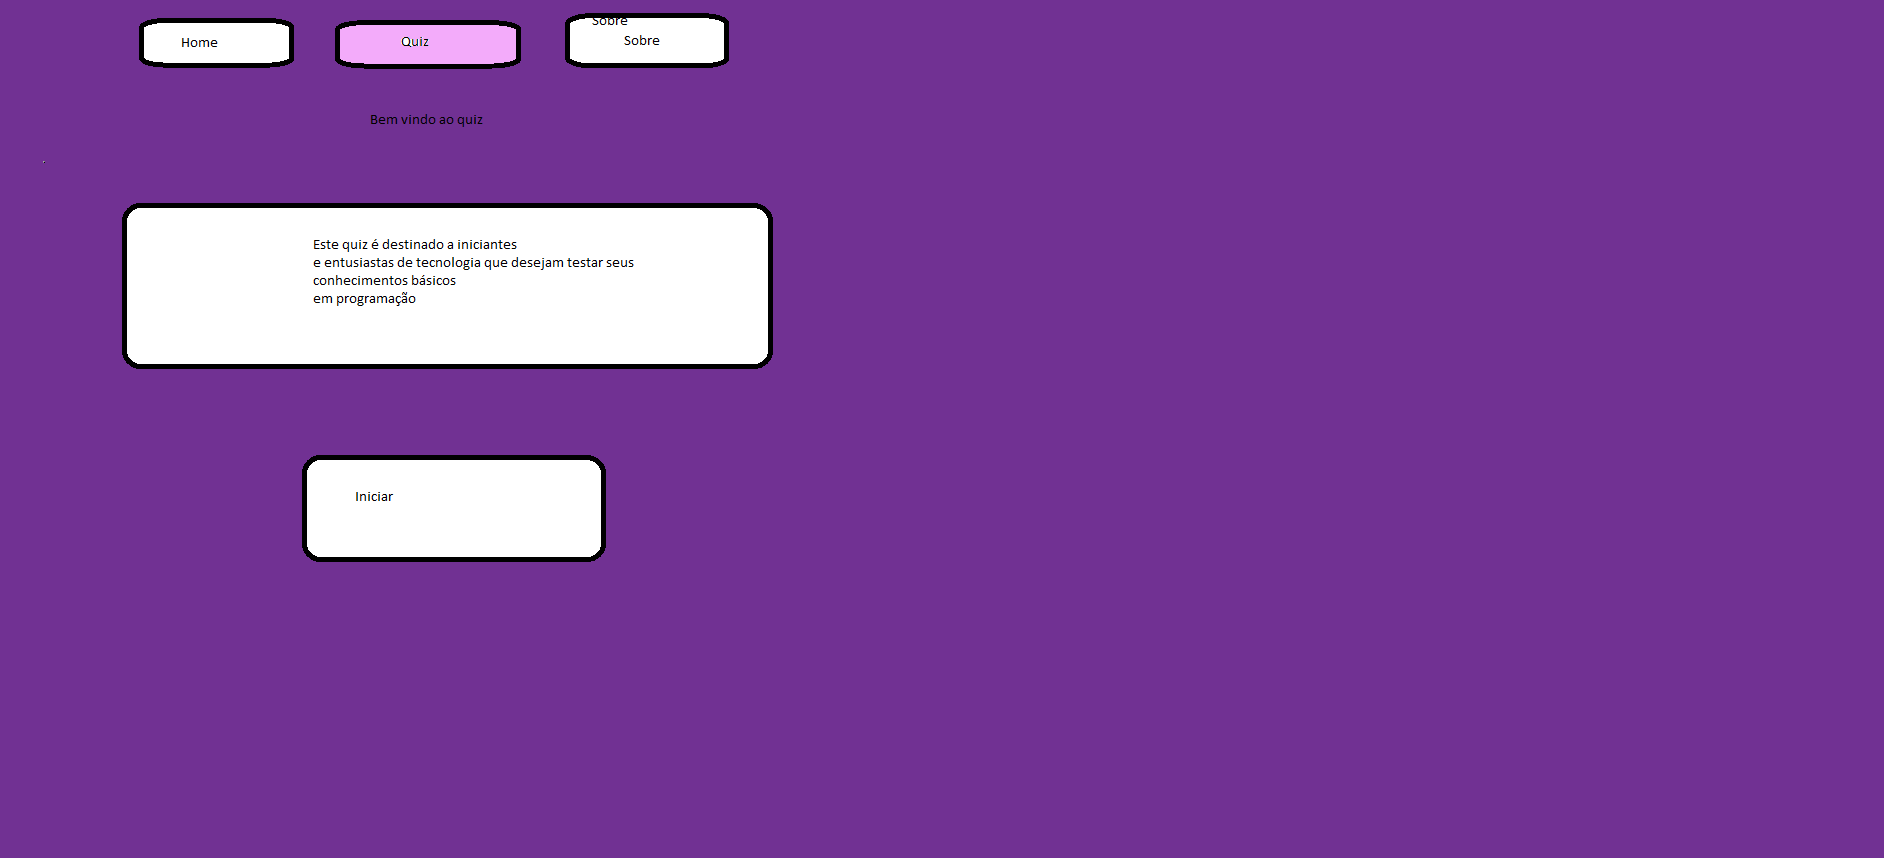 Home
Quiz
Sobre
Sobre
Bem vindo ao quiz
Este quiz é destinado a iniciantes
e entusiastas de tecnologia que desejam testar seus
conhecimentos básicos
em programação
Iniciar